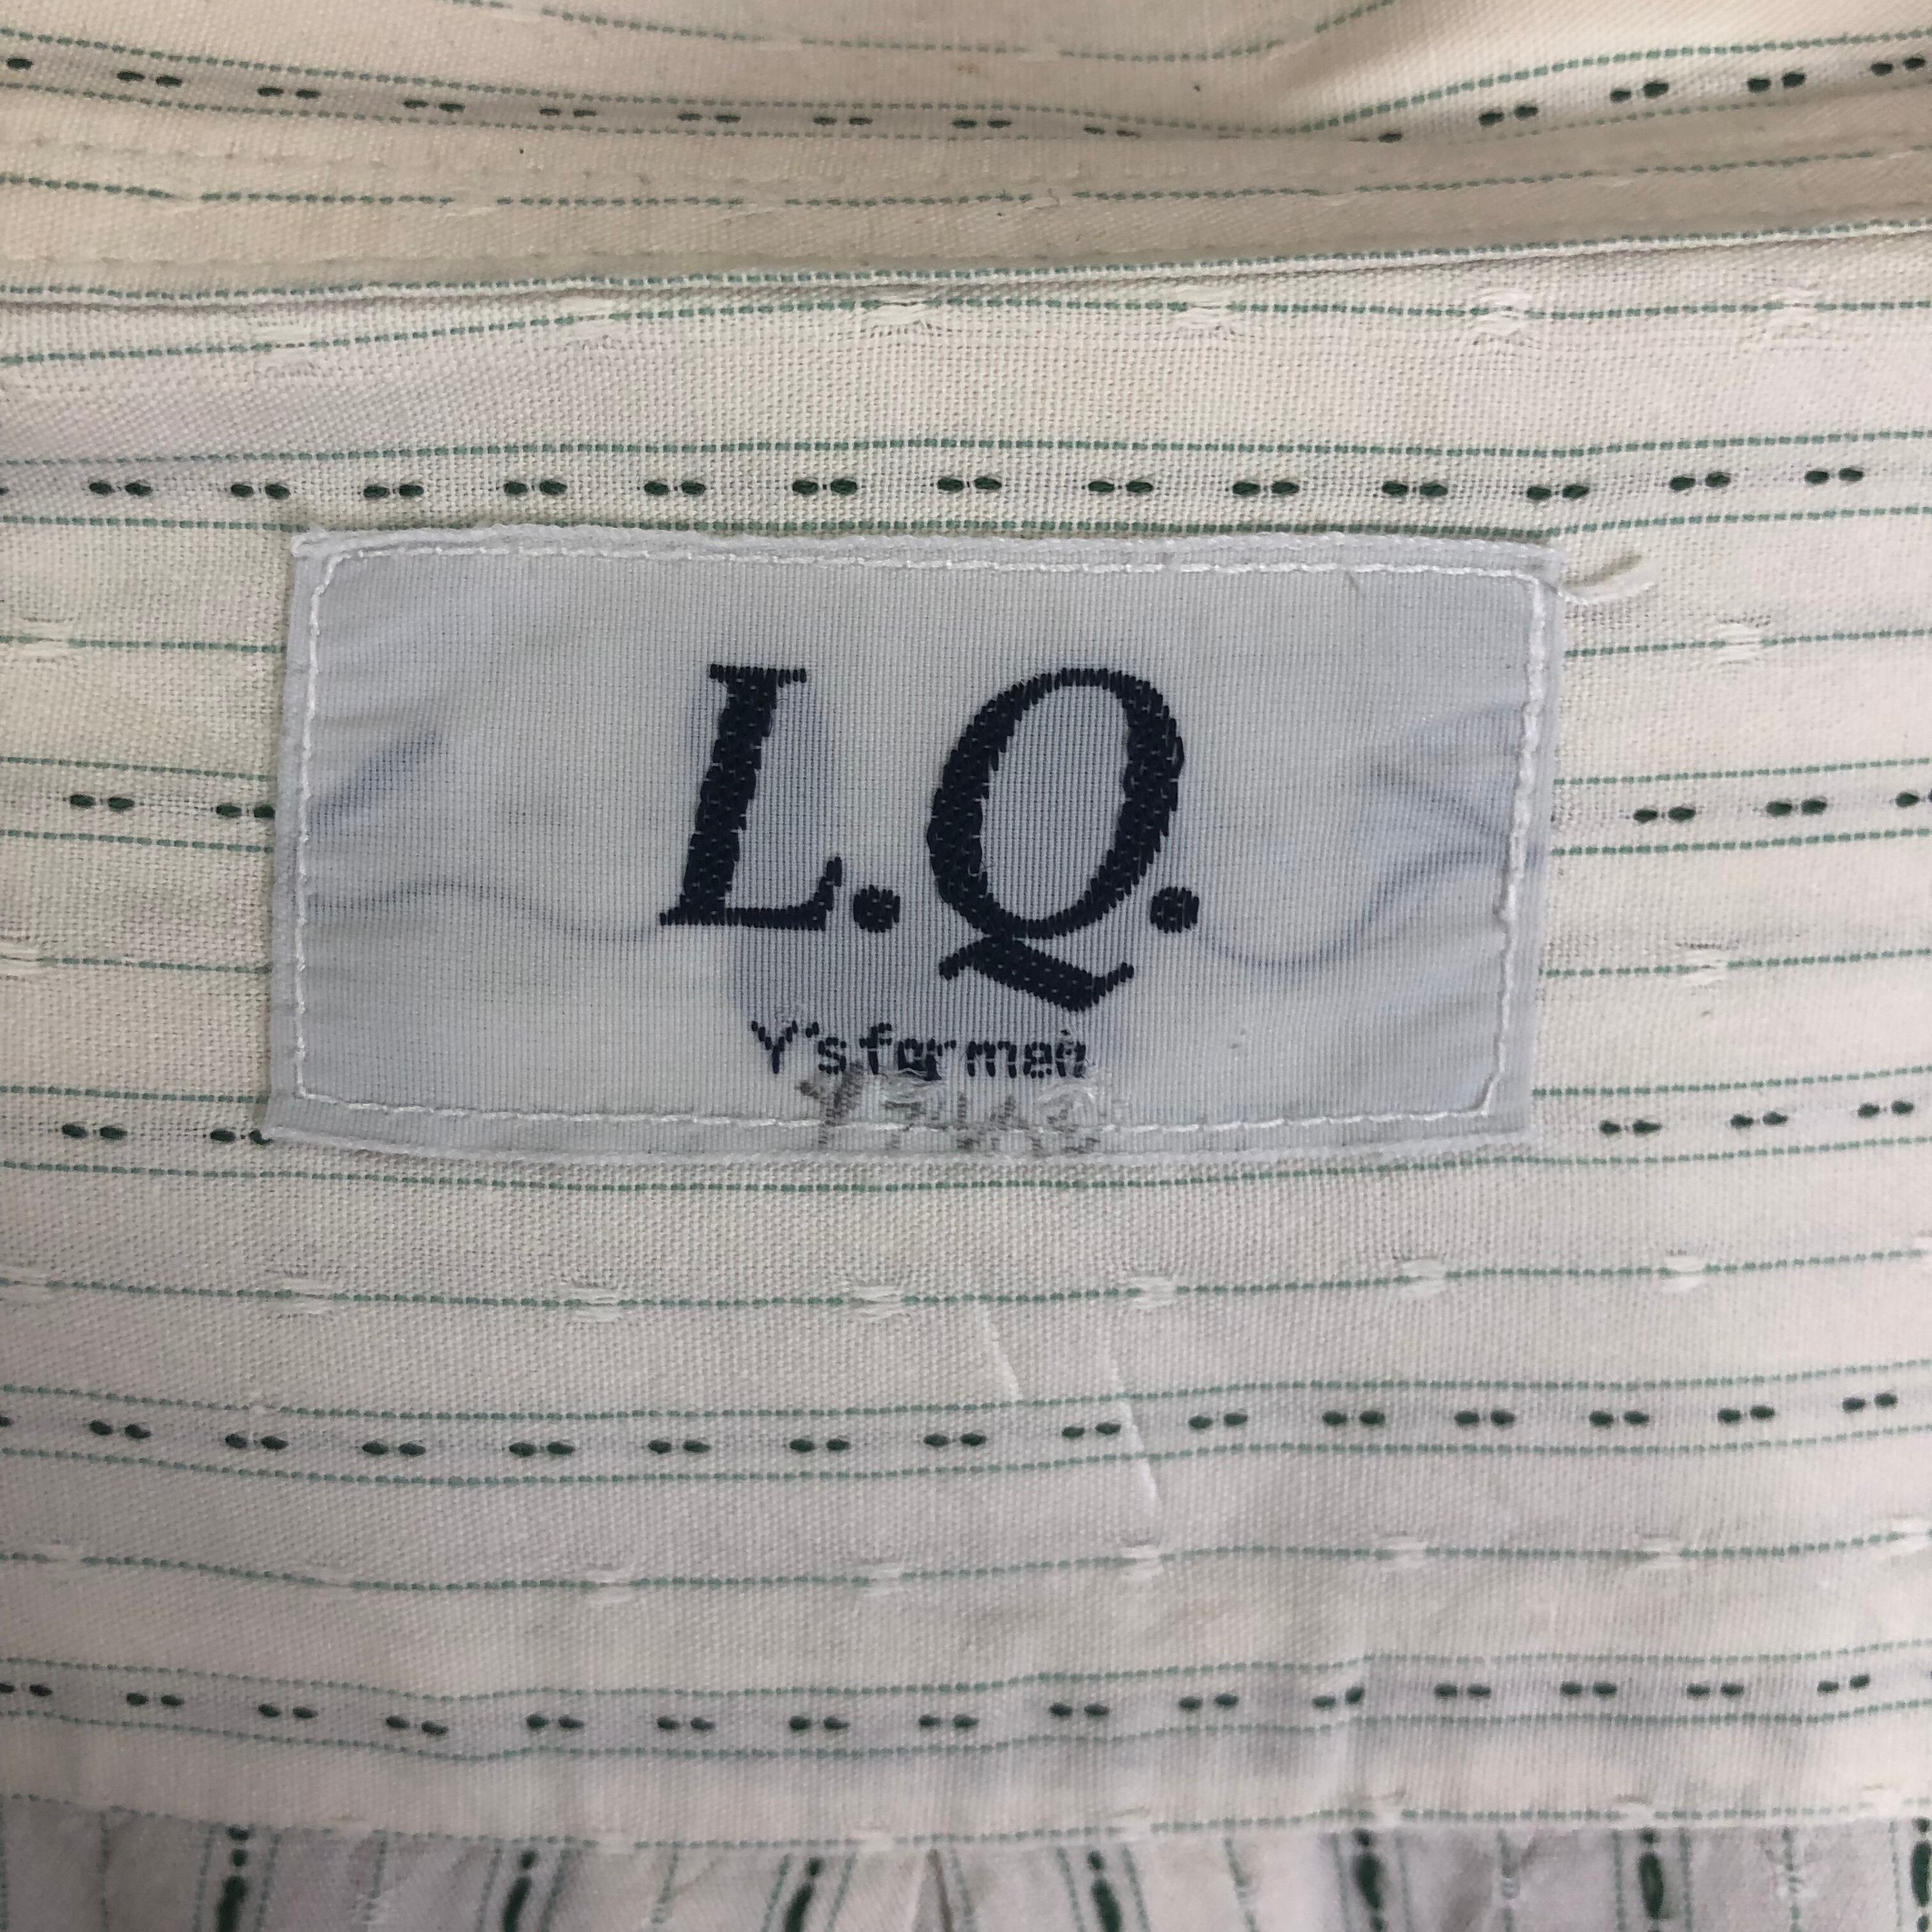 L.Q.
Y's for men